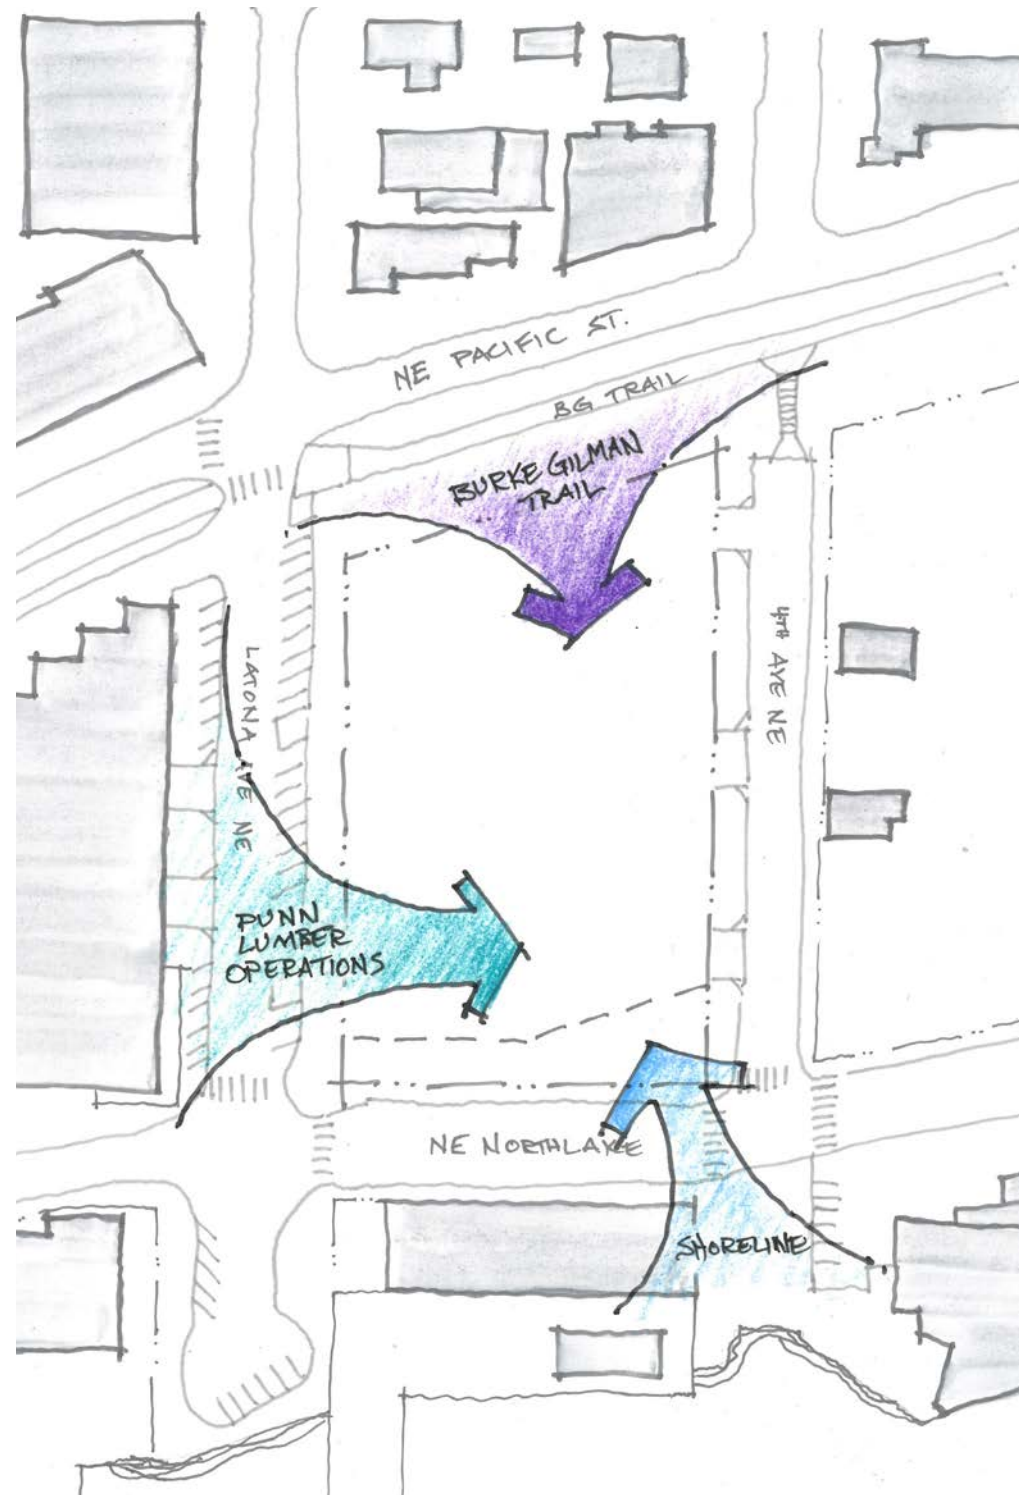 NE PACIFIC ST.
BG TRAIL
BURKE GILMAN
TRAIL
4TH AVE NE
LATONA AVE NE
DUNN
LUMBER
OPERATIONS
NE NORTHLAKE
SHORELINE